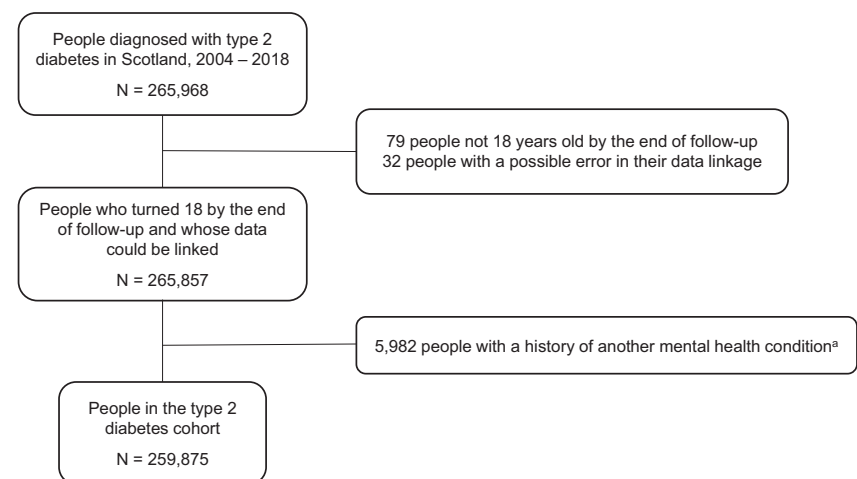 People diagnosed with type 2
diabetes in Scotland, 2004 – 2018
N = 265,968
79 people not 18 years old by the end of follow-up
32 people with a possible error in their data linkage
People who turned 18 by the end
of follow-up and whose data
could be linked
N = 265,857
5,982 people with a history of another mental health conditionᵃ
People in the type 2
diabetes cohort
N = 259,875